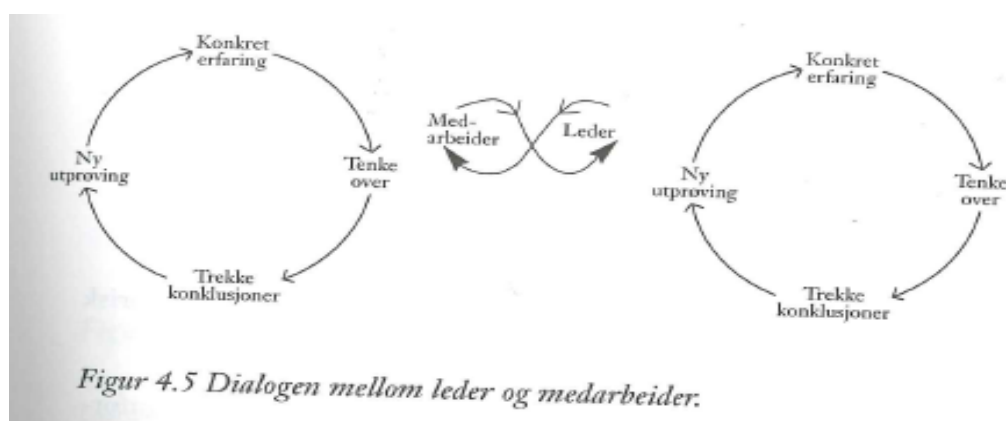 Konkret
erfaring
Tenke
over
Trekke
konklusjoner
Ny
utprøving
Med-
arbeider
Leder
Konkret
erfaring
Tenke
over
Trekke
konklusjoner
Ny
utprøving
Figur 4.5 Dialogen mellom leder og medarbeider.